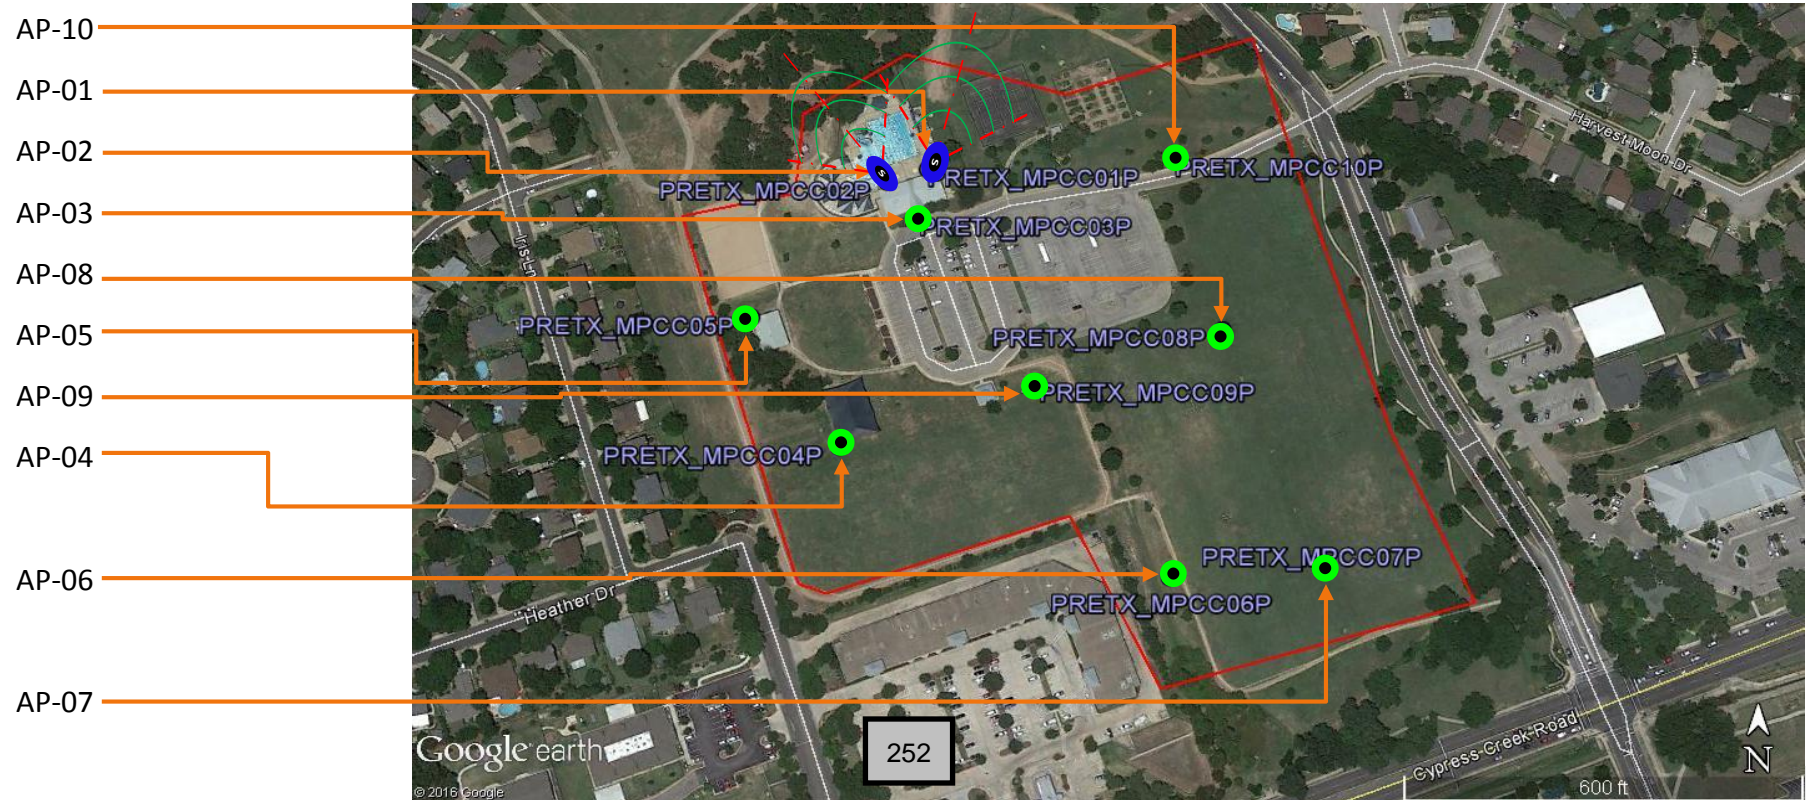 AP-10
AP-01
AP-02
AP-03
AP-08
AP-05
AP-09
AP-04
AP-06
AP-07
Harvest Moon Dr
PRETX_MPCC10P
PRETX_MPCC01P
PRETX_MPCC02P
S
S
PRETX_MPCC03P
Iris Ln
PRETX_MPCC05P
PRETX_MPCC08P
PRETX_MPCC09P
PRETX_MPCC04P
PRETX_MPCC07P
PRETX_MPCC06P
Heather Dr
Cypress Creek Road
Google earth
252
N
600 ft
© 2016 Google